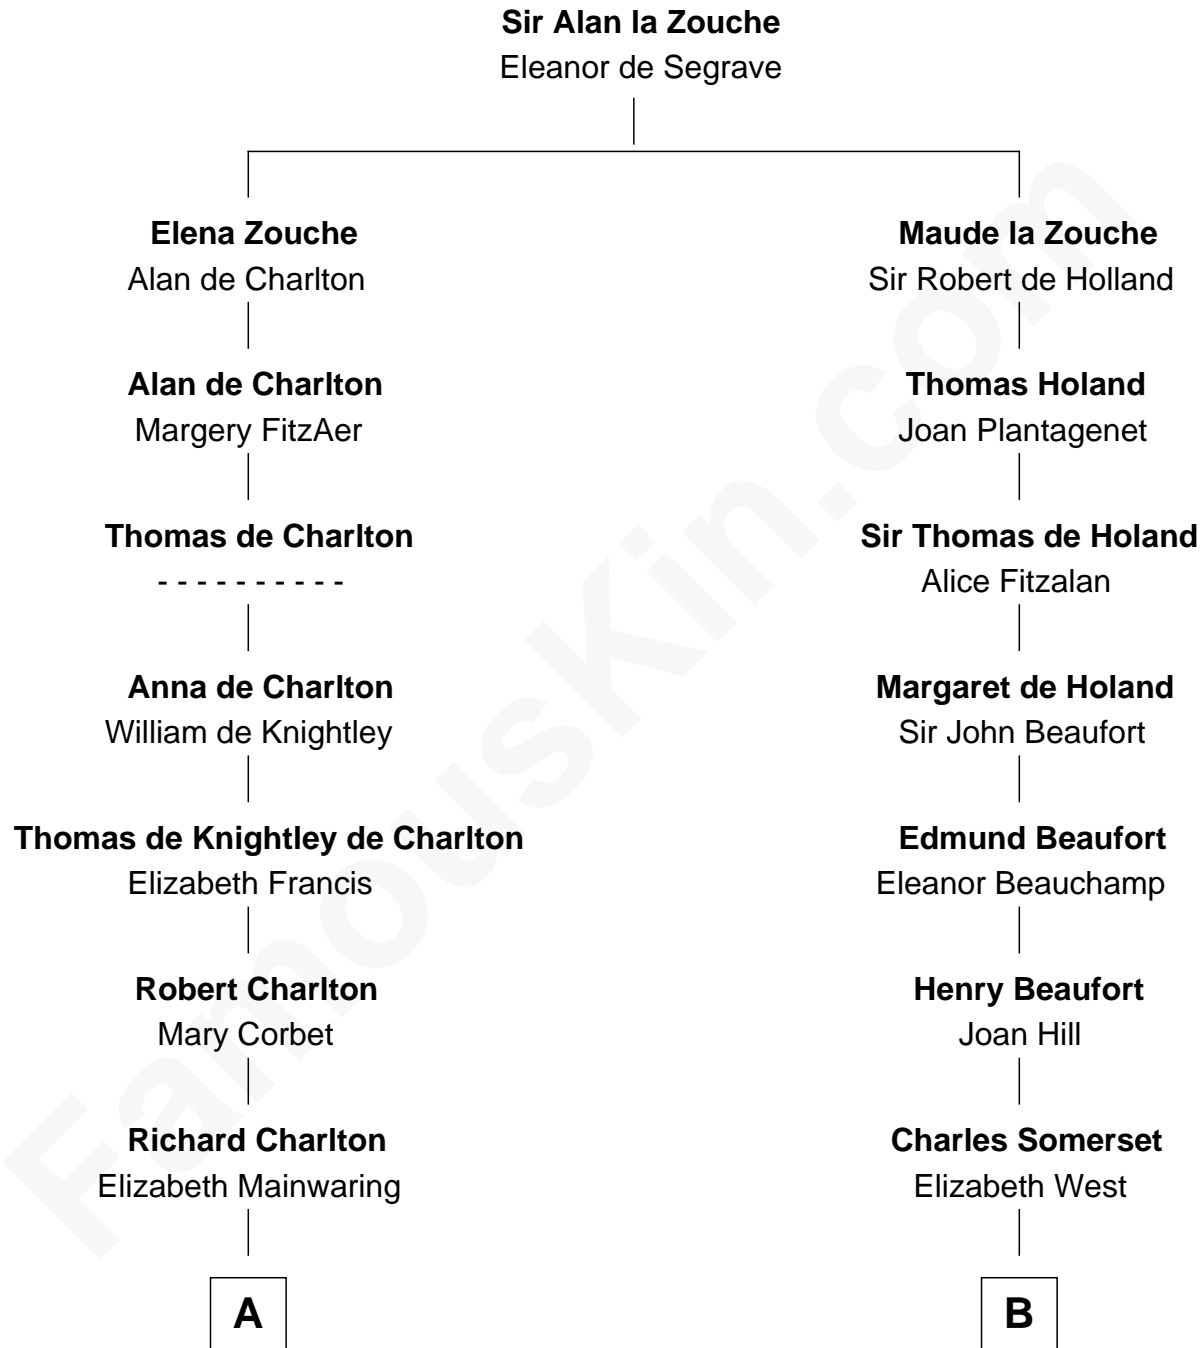 Sir Alan la Zouche
Eleanor de Segrave
Elena Zouche
Alan de Charlton
Maude la Zouche
Sir Robert de Holland
Alan de Charlton
Margery FitzAer
Thomas Holand
Joan Plantagenet
Thomas de Charlton
- - - - - - - - - -
Sir Thomas de Holand
Alice Fitzalan
Anna de Charlton
William de Knightley
Margaret de Holand
Sir John Beaufort
Thomas de Knightley de Charlton
Elizabeth Francis
Edmund Beaufort
Eleanor Beauchamp
Robert Charlton
Mary Corbet
Henry Beaufort
Joan Hill
Richard Charlton
Elizabeth Mainwaring
Charles Somerset
Elizabeth West
A
B
FamousKin.com